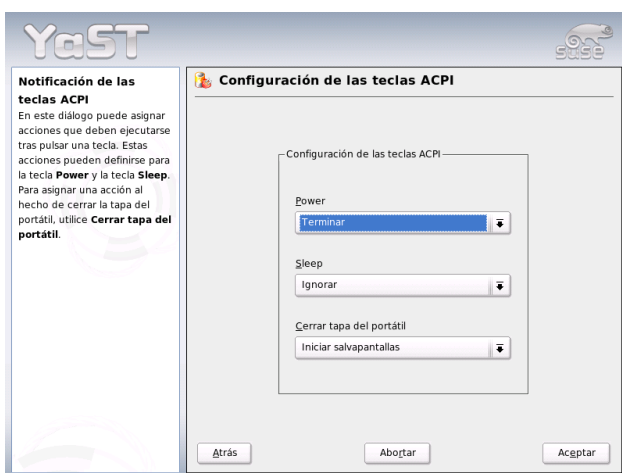 YaST
suse
Notificación de las
teclas ACPI
En este diálogo puede asignar
acciones que deben ejecutarse
tras pulsar una tecla. Estas
acciones pueden definirse para
la tecla Power y la tecla Sleep.
Para asignar una acción al
hecho de cerrar la tapa del
portátil, utilice Cerrar tapa del
portátil.
Configuración de las teclas ACPI
Configuración de las teclas ACPI
Power
Terminar
Sleep
Ignorar
Cerrar tapa del portátil
Iniciar salvapantallas
Atrás
Abortar
Aceptar